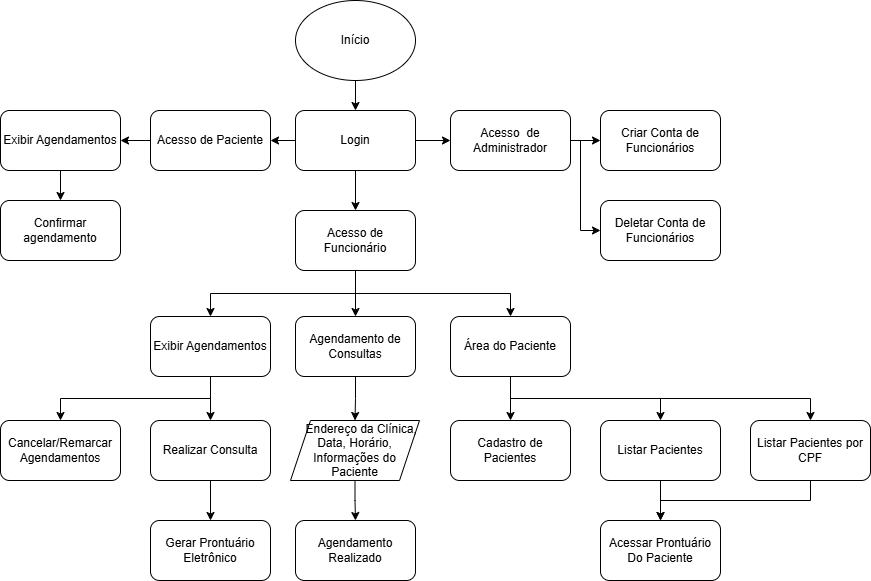 Início
Exibir Agendamentos
Acesso de Paciente
Login
Acesso de
Administrador
Criar Conta de
Funcionários
Confirmar
agendamento
Acesso de
Funcionário
Deletar Conta de
Funcionários
Exibir Agendamentos
Agendamento de
Consultas
Área do Paciente
Cancelar/Remarcar
Agendamentos
Realizar Consulta
Endereço da Clínica,
Data, Horário,
Informações do
Paciente
Cadastro de
Pacientes
Listar Pacientes
Listar Pacientes por
CPF
Gerar Prontuário
Eletrônico
Agendamento
Realizado
Acessar Prontuário
Do Paciente